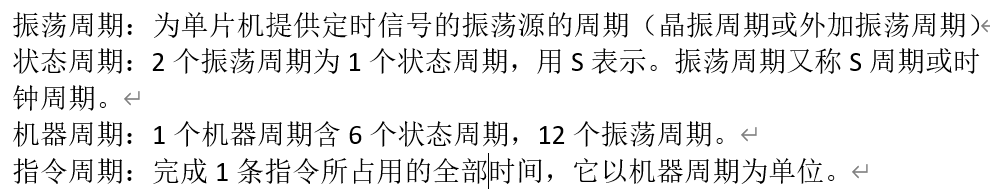 振荡周期：为单片机提供定时信号的振荡源的周期（晶振周期或外加振荡周期）
状态周期：2 个振荡周期为 1 个状态周期，用 S 表示。振荡周期又称 S 周期或时
钟周期。
机器周期：1 个机器周期含 6 个状态周期，12 个振荡周期。
指令周期：完成 1 条指令所占用的全部时间，它以机器周期为单位。